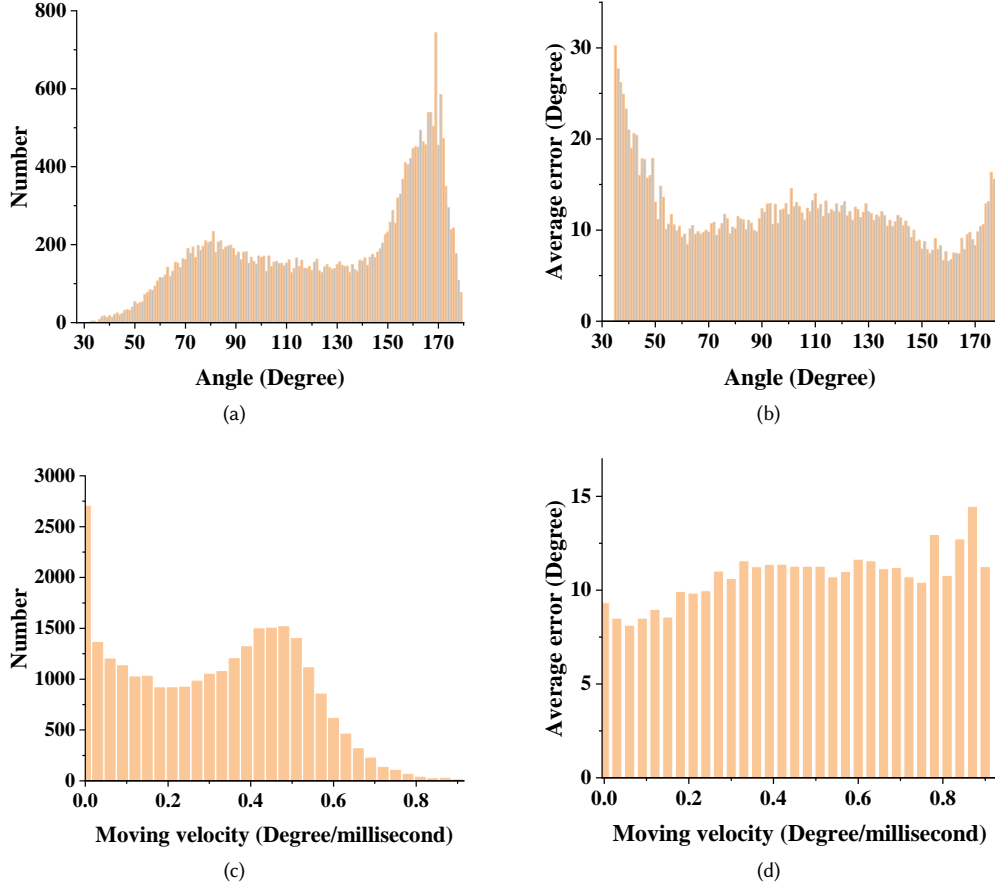 800
600
400
200
0
Number
30 50 70 90 110 130 150 170
Angle (Degree)
(a)
30
20
10
0
Average error (Degree)
30 50 70 90 110 130 150 170
Angle (Degree)
(b)
3000
2500
2000
1500
1000
500
0
Number
0.0 0.2 0.4 0.6 0.8
Moving velocity (Degree/millisecond)
(c)
15
10
5
0
Average error (Degree)
0.0 0.2 0.4 0.6 0.8
Moving velocity (Degree/millisecond)
(d)